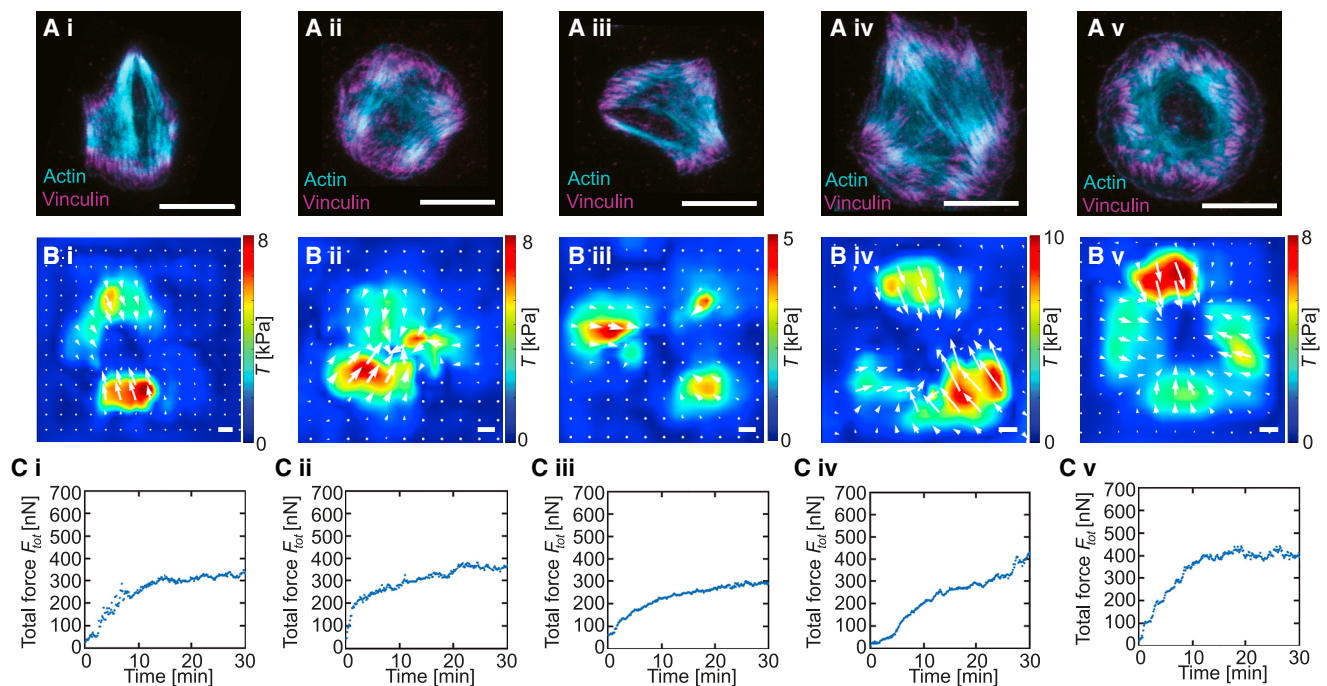 A i
A ii
A iii
A iv
A v
Actin
Vinculin
Actin
Vinculin
Actin
Vinculin
Actin
Vinculin
Actin
Vinculin
B i
8
T [kPa]
0
B ii
8
T [kPa]
0
B iii
5
T [kPa]
0
B iv
10
T [kPa]
0
B v
8
T [kPa]
0
C i
C ii
C iii
C iv
C v
Total force Ftot [nN]
700
600
500
400
300
200
100
0
0 10 20 30
Time [min]
Total force Ftot [nN]
700
600
500
400
300
200
100
0
0 10 20 30
Time [min]
Total force Ftot [nN]
700
600
500
400
300
200
100
0
0 10 20 30
Time [min]
Total force Ftot [nN]
700
600
500
400
300
200
100
0
0 10 20 30
Time [min]
Total force Ftot [nN]
700
600
500
400
300
200
100
0
0 10 20 30
Time [min]